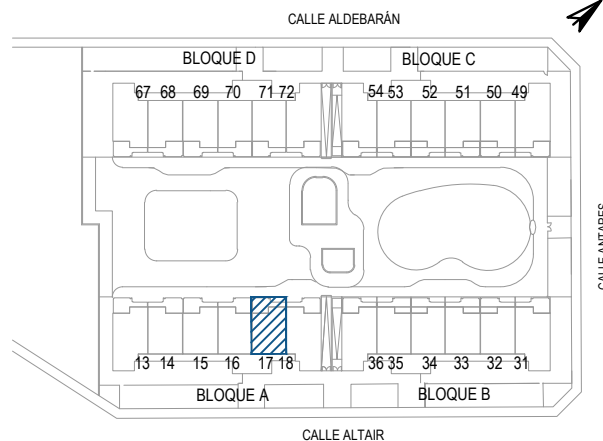 CALLE ALDEBARÁN
BLOQUE D
BLOQUE C
67 68 69 70 71 72
54 53 52 51 50 49
CALLE ANTARES
13 14 15 16 17 18
36 35 34 33 32 31
BLOQUE A
BLOQUE B
CALLE ALTAIR